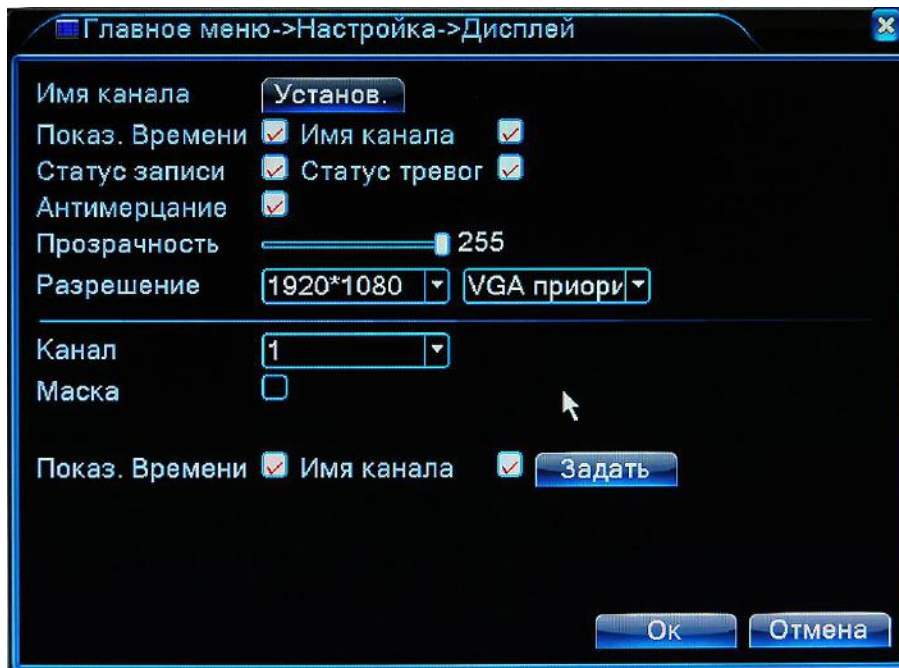 Главное меню->Настройка->Дисплей
Имя канала Установ.
Показ. Времени Имя канала
Статус записи Статус тревог
Антимерцание
Прозрачность 255
Разрешение 1920*1080 VGA приори
Канал 1
Маска
Показ. Времени Имя канала Задать
Ок Отмена